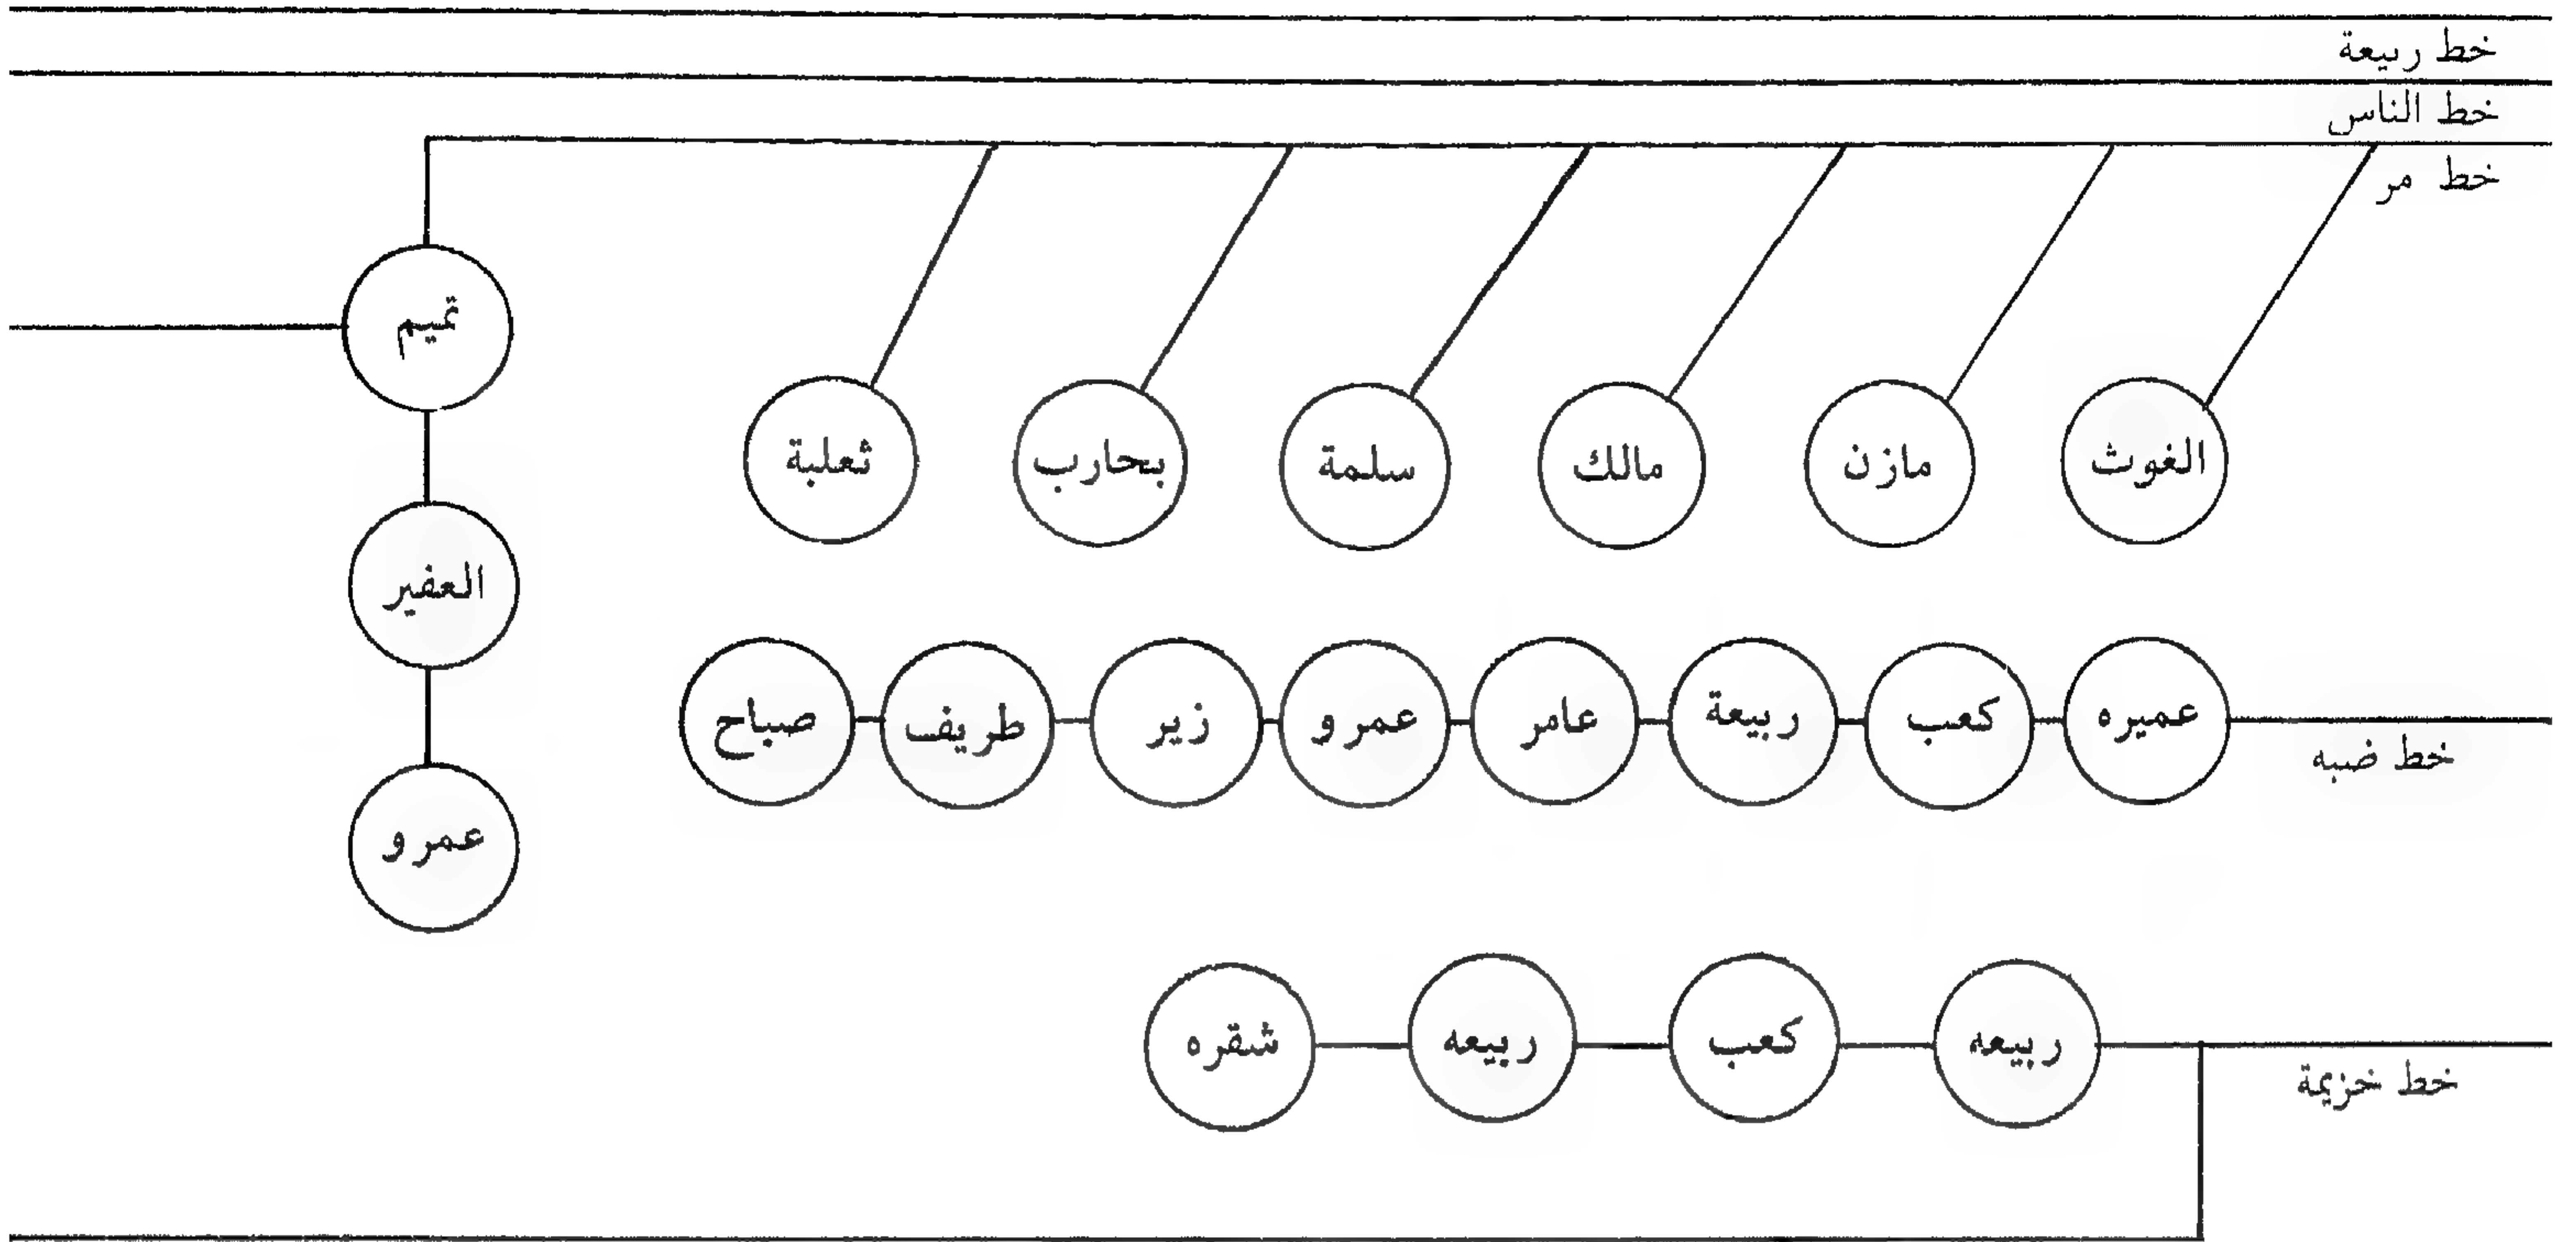 خط ربيعة
خط الناس
خط مر
تميم
الغوث مازن مالك سلمة بحارب ثعلبة
العفير
عميره كعب ربيعة عامر عمرو زير طريف صباح
خط ضبه
عمرو
ربيعه كعب ربيعه شقره
خط خزيمة